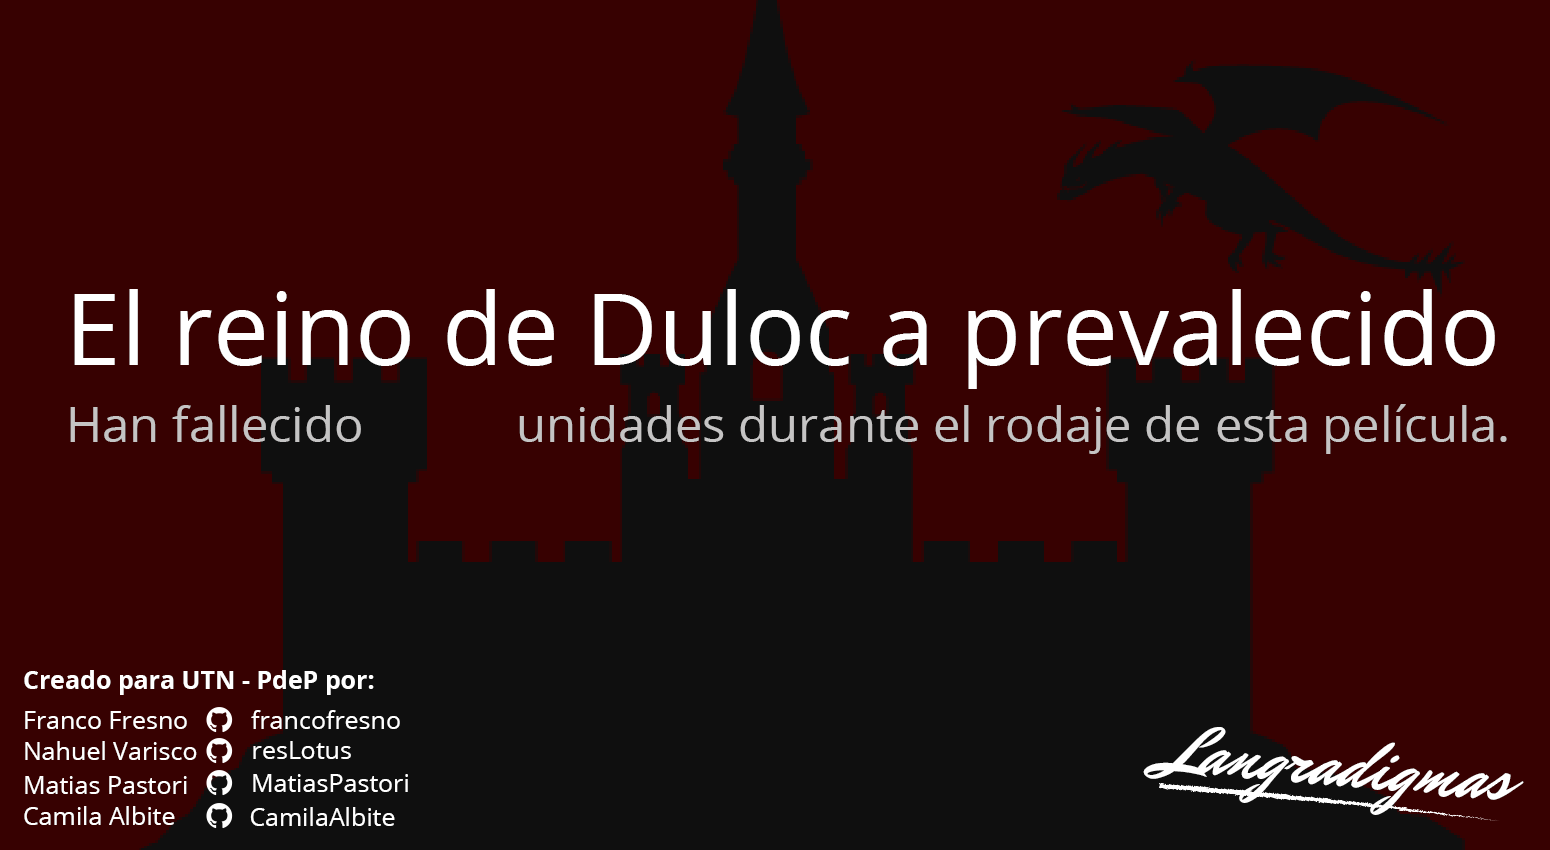 El reino de Duloc a prevalecido
Han fallecido unidades durante el rodaje de esta película.
Creado para UTN - PdeP por:
Franco Fresno francofresno
Nahuel Varisco resLotus
Matias Pastori MatiasPastori
Camila Albite CamilaAlbite
Langradigmas